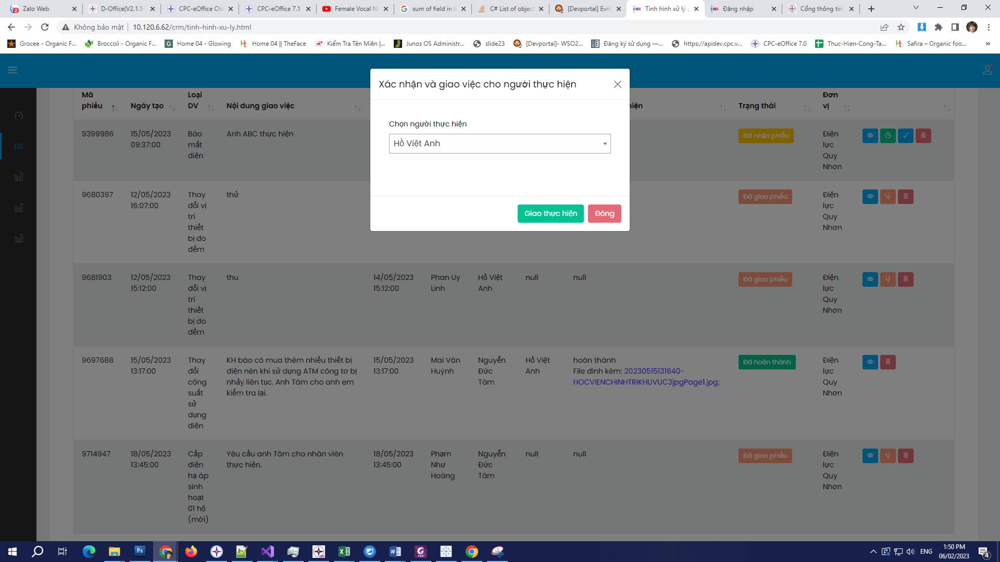 Zalo Web
D-Office(V2.1.5
CPC-eOffice Cha
CPC-eOffice 7.1
Female Vocal Ni
sum of field in li
C# List of object
[Devportal] Evn
Tình hình xử lý p
Đăng nhập
Cổng thông tin
Không bảo mật
10.120.6.62/crm/tinh-hinh-xu-ly.html
Grocee - Organic F...
Broccoli - Organic F...
Home 04 - Glowing
Home 04 || TheFace
Kiểm Tra Tên Miền |...
Junos OS Administr...
slide23
[Devportal]- WSO2...
Đăng ký sử dụng —...
https://apidev.cpc.v...
CPC-eOffice 7.0
Thuc-Hien-Cong-Ta...
Safira – Organic foo...
»
Xác nhận và giao việc cho người thực hiện
Chọn người thực hiện
Hồ Việt Anh
Giao thực hiện
Đóng
Mã
phiếu
Ngày tạo
Loại
DV
Nội dung giao việc
hiện
Trạng thái
Đơn
vị
9399986
15/05/2023
09:37:00
Báo
mất
điện
Anh ABC thực hiện
Đã nhận phiếu
Điện
lực
Quy
Nhơn
9680397
12/05/2023
16:07:00
Thay
đổi vị
trí
thiết
bị đo
đếm
thử
Đã giao phiếu
Điện
lực
Quy
Nhơn
9681903
12/05/2023
15:12:00
Thay
đổi vị
trí
thiết
bị đo
đếm
thu
14/05/2023
15:12:00
Phan Uy
Linh
Hồ Việt
Anh
null
null
Đã giao phiếu
Điện
lực
Quy
Nhơn
9697688
15/05/2023
13:17:00
Thay
đổi
công
suất
sử
dụng
điện
KH báo có mua thêm nhiều thiết bị
điện nên khi sử dụng ATM công tơ bị
nhảy liên tục. Anh Tâm cho anh em
kiểm tra lại.
15/05/2023
13:17:00
Mai Văn
Huỳnh
Nguyễn
Đức
Tâm
Hồ Việt
Anh
hoàn thành
File đính kèm: 20230515131840-
HOCVIENCHINHTRIKHUVUC3jpgPage1.jpg;
Đã hoàn thành
Điện
lực
Quy
Nhơn
9714947
18/05/2023
13:45:00
Cấp
điện
hạ áp
sinh
hoạt
01 hộ
(mới)
Yêu cầu anh Tâm cho nhân viên
thực hiện.
18/05/2023
13:45:00
Phạm
Như
Hoàng
Nguyễn
Đức
Tâm
null
null
Đã giao phiếu
Điện
lực
Quy
Nhơn
ENG
1:50 PM
06/02/2023
4